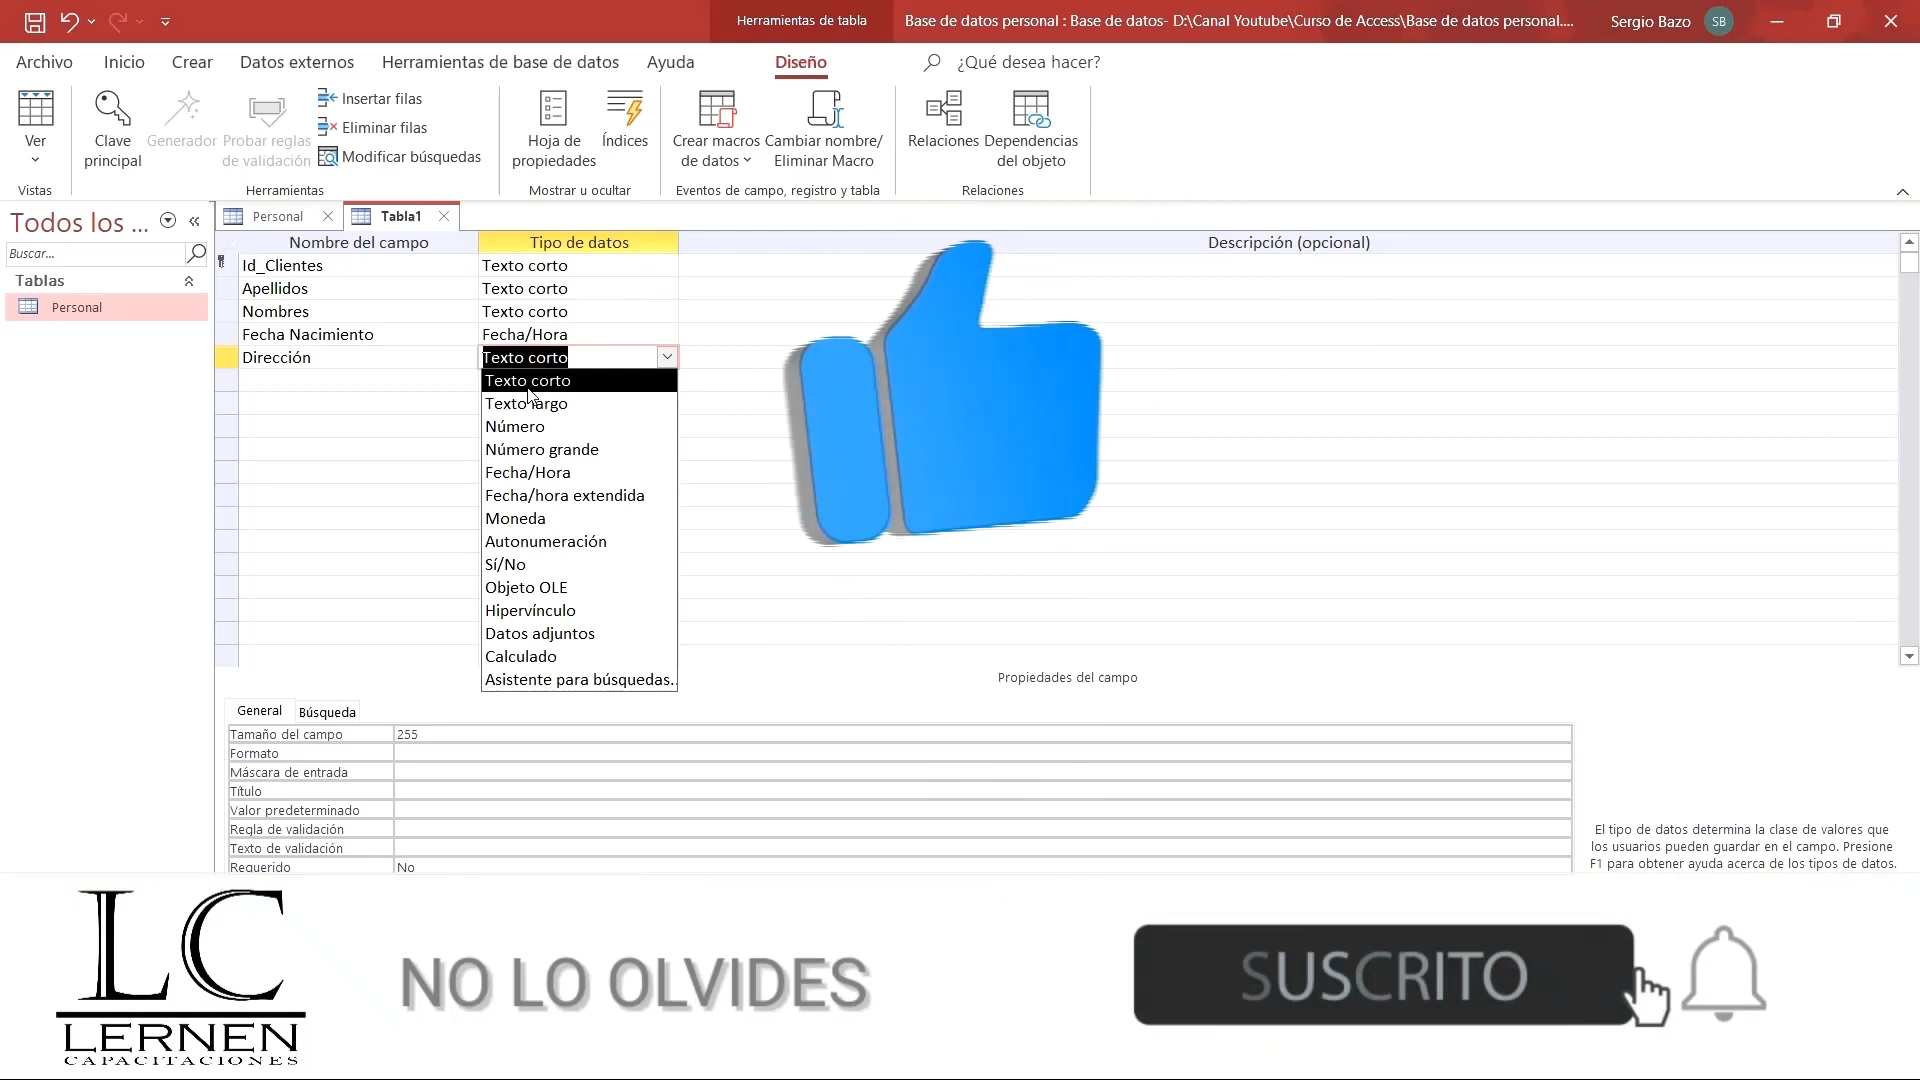 Herramientas de tabla
Base de datos personal : Base de datos- D:\Canal Youtube\Curso de Access\Base de datos personal....
Sergio Bazo
SB
Archivo
Inicio
Crear
Datos externos
Herramientas de base de datos
Ayuda
Diseño
¿Qué desea hacer?
Ver
Clave
principal
Generador
Probar reglas
de validación
Insertar filas
Eliminar filas
Modificar búsquedas
Hoja de
propiedades
Índices
Crear macros
de datos
Cambiar nombre/
Eliminar Macro
Relaciones
Dependencias
del objeto
Vistas
Herramientas
Mostrar u ocultar
Eventos de campo, registro y tabla
Relaciones
Todos los ...
Buscar...
Tablas
Personal
Personal
Tabla1
Nombre del campo
Tipo de datos
Descripción (opcional)
Id_Clientes
Texto corto
Apellidos
Texto corto
Nombres
Texto corto
Fecha Nacimiento
Fecha/Hora
Dirección
Texto corto
Texto corto
Texto largo
Número
Número grande
Fecha/Hora
Fecha/hora extendida
Moneda
Autonumeración
Sí/No
Objeto OLE
Hipervínculo
Datos adjuntos
Calculado
Asistente para búsquedas..
Propiedades del campo
General
Búsqueda
Tamaño del campo
255
Formato
Máscara de entrada
Título
Valor predeterminado
Regla de validación
Texto de validación
Requerido
No
El tipo de datos determina la clase de valores que
los usuarios pueden guardar en el campo. Presione
F1 para obtener ayuda acerca de los tipos de datos.
LC
LERNEN
CAPACITACIONES
NO LO OLVIDES
SUSCRITO